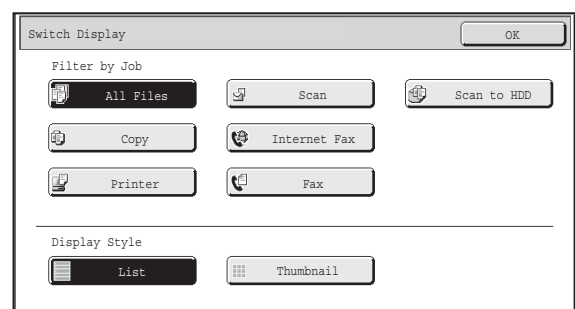 Switch Display OK
Filter by Job
All Files Scan Scan to HDD
Copy Internet Fax
Printer Fax
Display Style
List Thumbnail